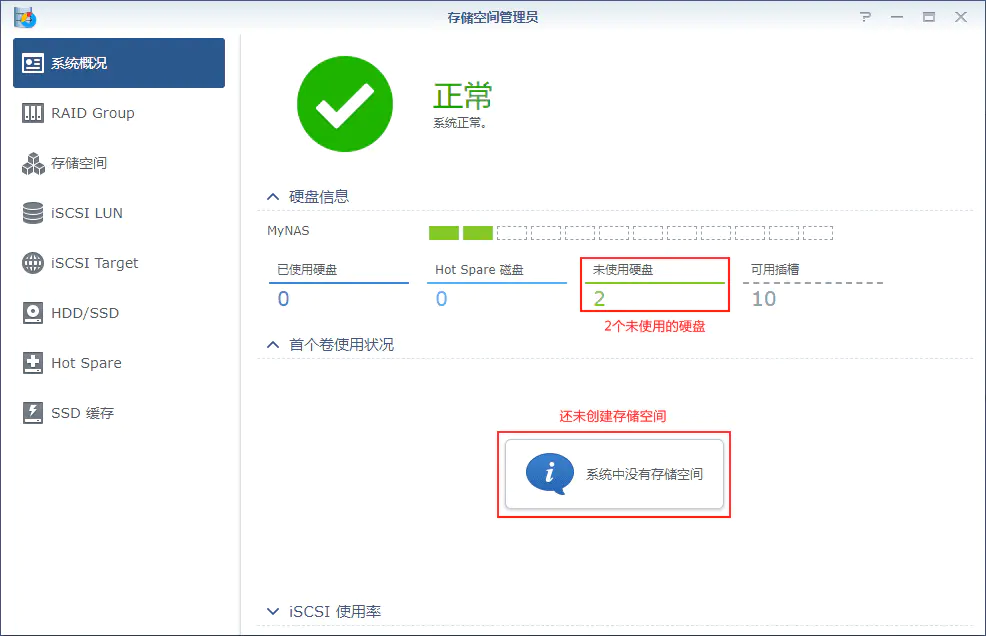 存储空间管理员
系统概况
RAID Group
存储空间
iSCSI LUN
iSCSI Target
HDD/SSD
Hot Spare
SSD 缓存
正常
系统正常。
硬盘信息
MyNAS
已使用硬盘
0
Hot Spare 磁盘
0
未使用硬盘
2
可用插槽
10
2个未使用的硬盘
首个卷使用状况
还未创建存储空间
系统中没有存储空间
iSCSI 使用率